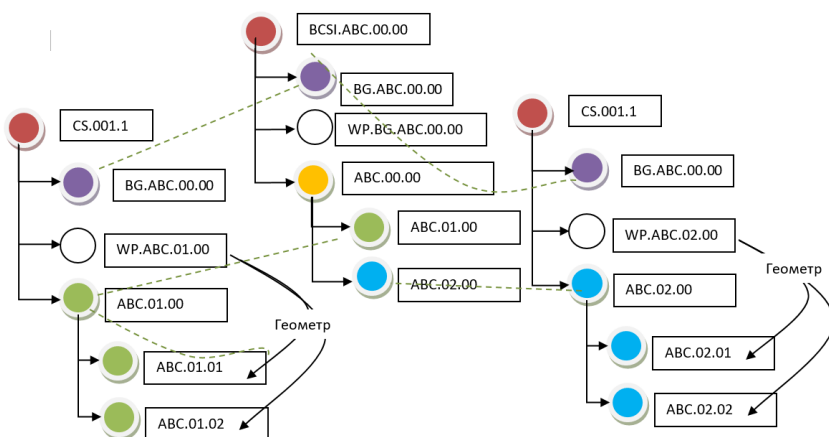 BCSI.ABC.00.00
BG.ABC.00.00
WP.BG.ABC.00.00
ABC.00.00
ABC.01.00
ABC.02.00
CS.001.1
BG.ABC.00.00
WP.ABC.01.00
ABC.01.00
Геометр
ABC.01.01
ABC.01.02
CS.001.1
BG.ABC.00.00
WP.ABC.02.00
Геометр
ABC.02.00
ABC.02.01
ABC.02.02